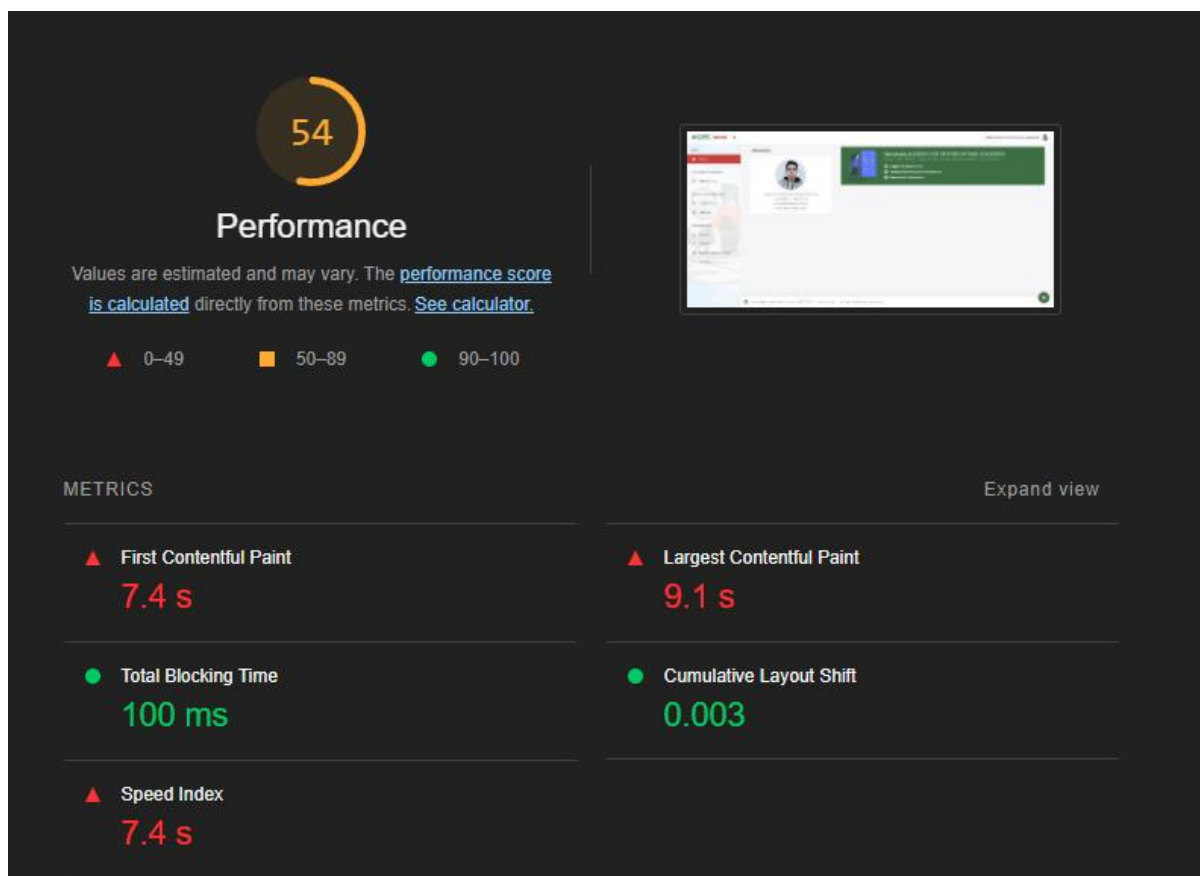 54
Performance
Values are estimated and may vary. The performance score
is calculated directly from these metrics. See calculator.
0–49
50–89
90–100
METRICS
Expand view
First Contentful Paint
7.4 s
Largest Contentful Paint
9.1 s
Total Blocking Time
100 ms
Cumulative Layout Shift
0.003
Speed Index
7.4 s